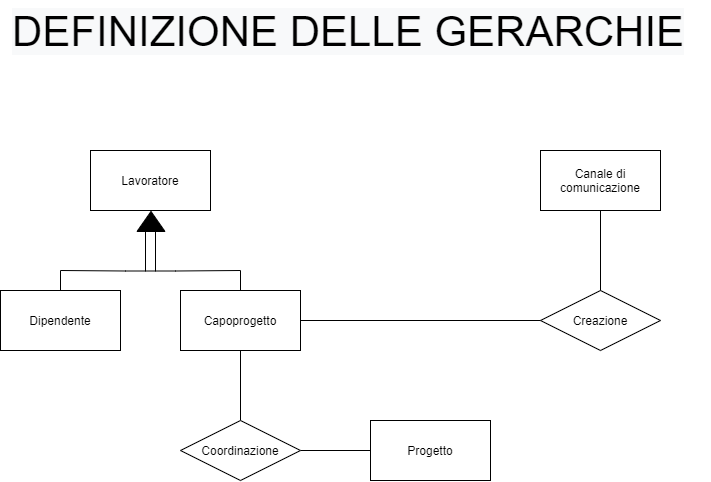 DEFINIZIONE DELLE GERARCHIE
Lavoratore
Canale di
comunicazione
Dipendente
Capoprogetto
Creazione
Coordinazione
Progetto